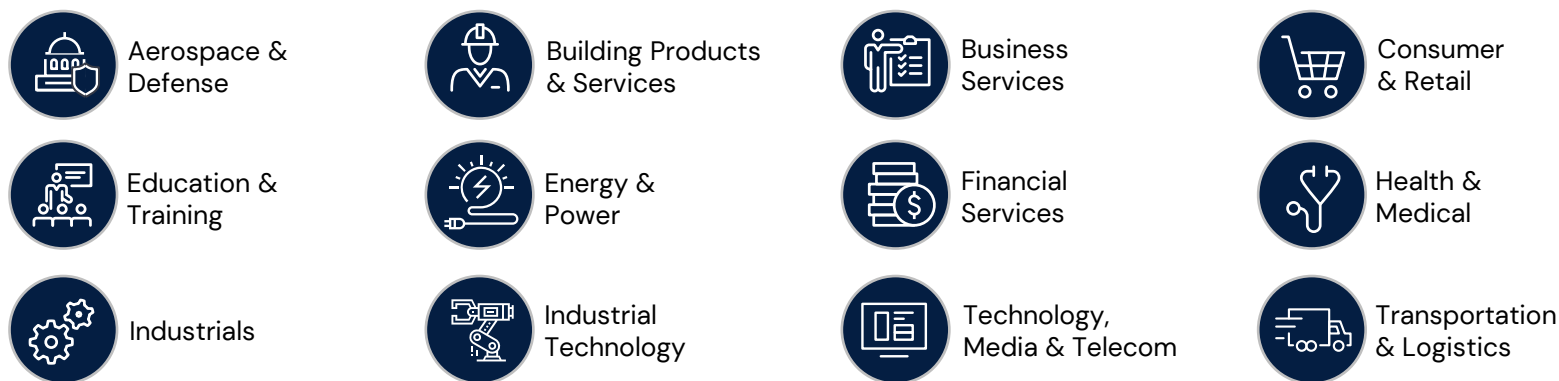 Aerospace &
Defense
Building Products
& Services
Business
Services
Consumer
& Retail
Education &
Training
Energy &
Power
Financial
Services
$
Health &
Medical
Industrials
Industrial
Technology
Technology,
Media & Telecom
Transportation
& Logistics